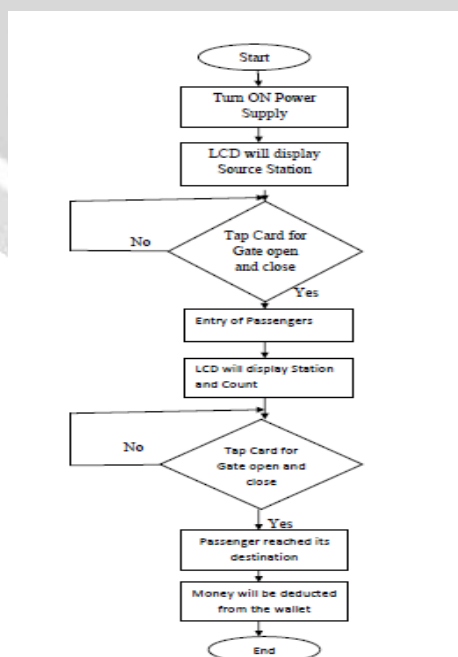 Start
Turn ON Power
Supply
LCD will display
Source Station
Tap Card for
Gate open
and close
No
Yes
Entry of Passengers
LCD will display Station
and Count
Tap Card for
Gate open and
close
No
Yes
Passenger reached its
destination
Money will be deducted
from the wallet
End